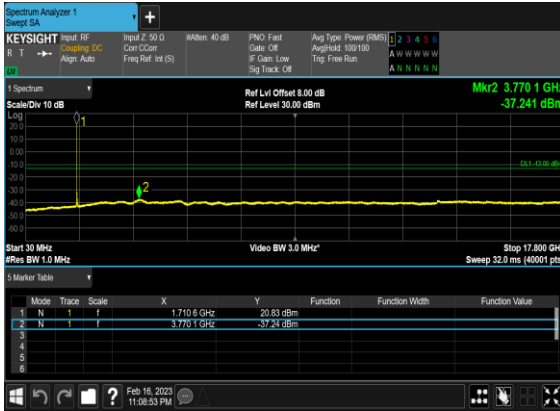 Spectrum Analyzer 1
Swept SA
+
KEYSIGHT Input: RF Input Z: 50 Ω #Atten: 40 dB PNO: Fast Avg Type: Power (RMS) 1 2 3 4 5 6
R T Coupling: DC Corr CCorr Gate: Off Avg|Hold: 100/100 A W W W W W
Align: Auto Freq Ref: Int (S) IF Gain: Low Trig: Free Run
Sig Track: Off A N N N N N
1 Spectrum Ref Lvl Offset 8.00 dB Mkr2 3.770 1 GHz
Scale/Div 10 dB Ref Level 30.00 dBm -37.241 dBm
Log
20.0
10.0
0.00
-10.0
DL1 -13.00 dBm
-20.0
-30.0
-40.0
-50.0
-60.0
1
2
Start 30 MHz Video BW 3.0 MHz* Stop 17.800 GH
#Res BW 1.0 MHz Sweep 32.0 ms (40001 pts
5 Marker Table
Mode Trace Scale X Y Function Function Width Function Value
1 N 1 f 1.710 6 GHz 20.83 dBm
2 N 1 f 3.770 1 GHz -37.24 dBm
3
4
5
6
? Feb 16, 2023
11:08:53 PM